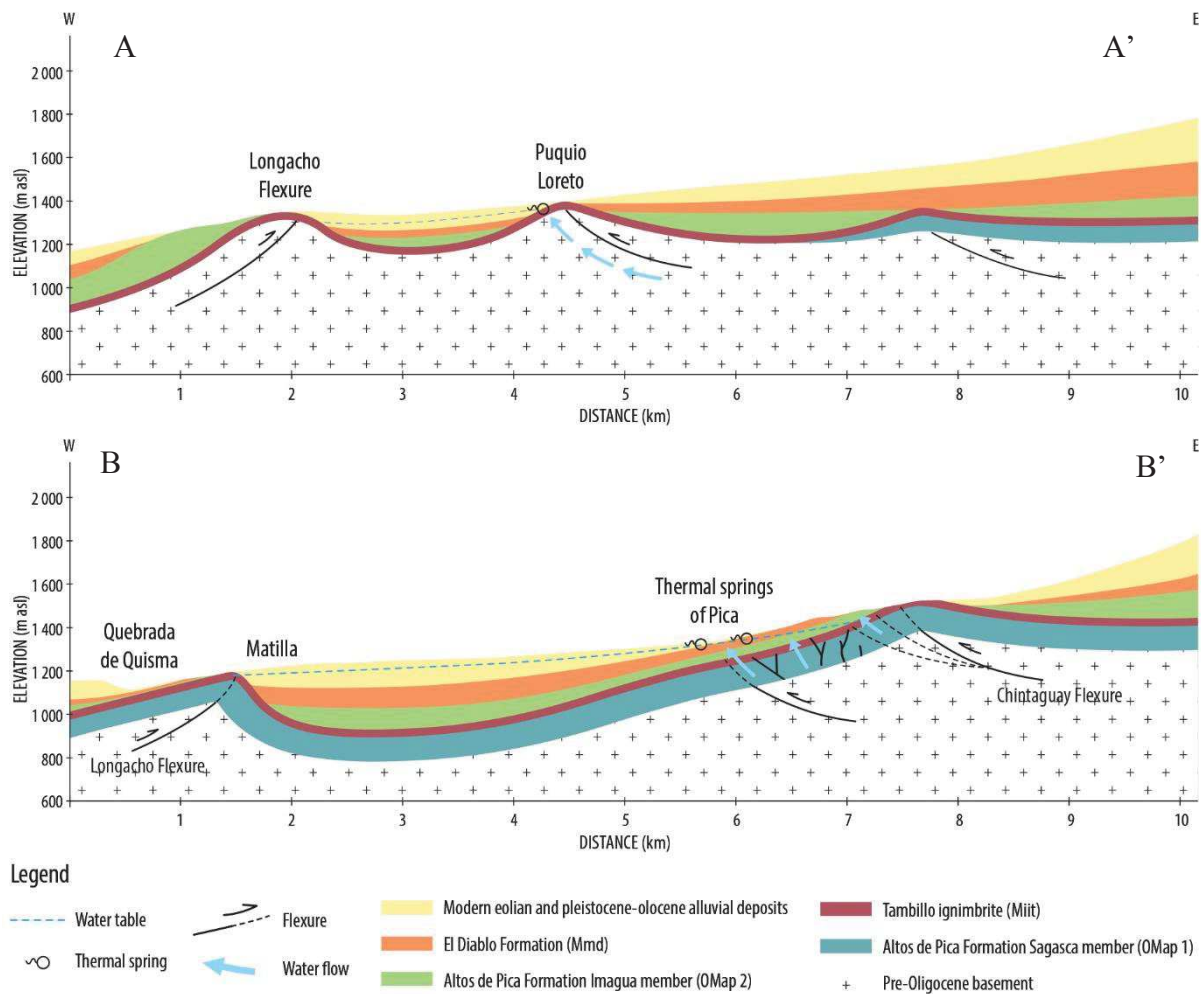 W
E
A
A’
2 000
1 800
1 600
1 400
1 200
1 000
800
600
ELEVATION (m asl)
Longacho
Flexure
Puquio
Loreto
1 2 3 4 5 6 7 8 9 10
DISTANCE (km)
W
E
B
B’
2 000
1 800
1 600
1 400
1 200
1 000
800
600
ELEVATION (m asl)
Quebrada
de Quisma
Matilla
Thermal springs
of Pica
Longacho Flexure
Chintaguay Flexure
1 2 3 4 5 6 7 8 9 10
DISTANCE (km)
Legend
Water table
Flexure
Thermal spring
Water flow
Modern eolian and pleistocene-olocene alluvial deposits
El Diablo Formation (Mmd)
Altos de Pica Formation Imagua member (OMap 2)
Tambillo ignimbrite (Miit)
Altos de Pica Formation Sagasca member (OMap 1)
Pre-Oligocene basement